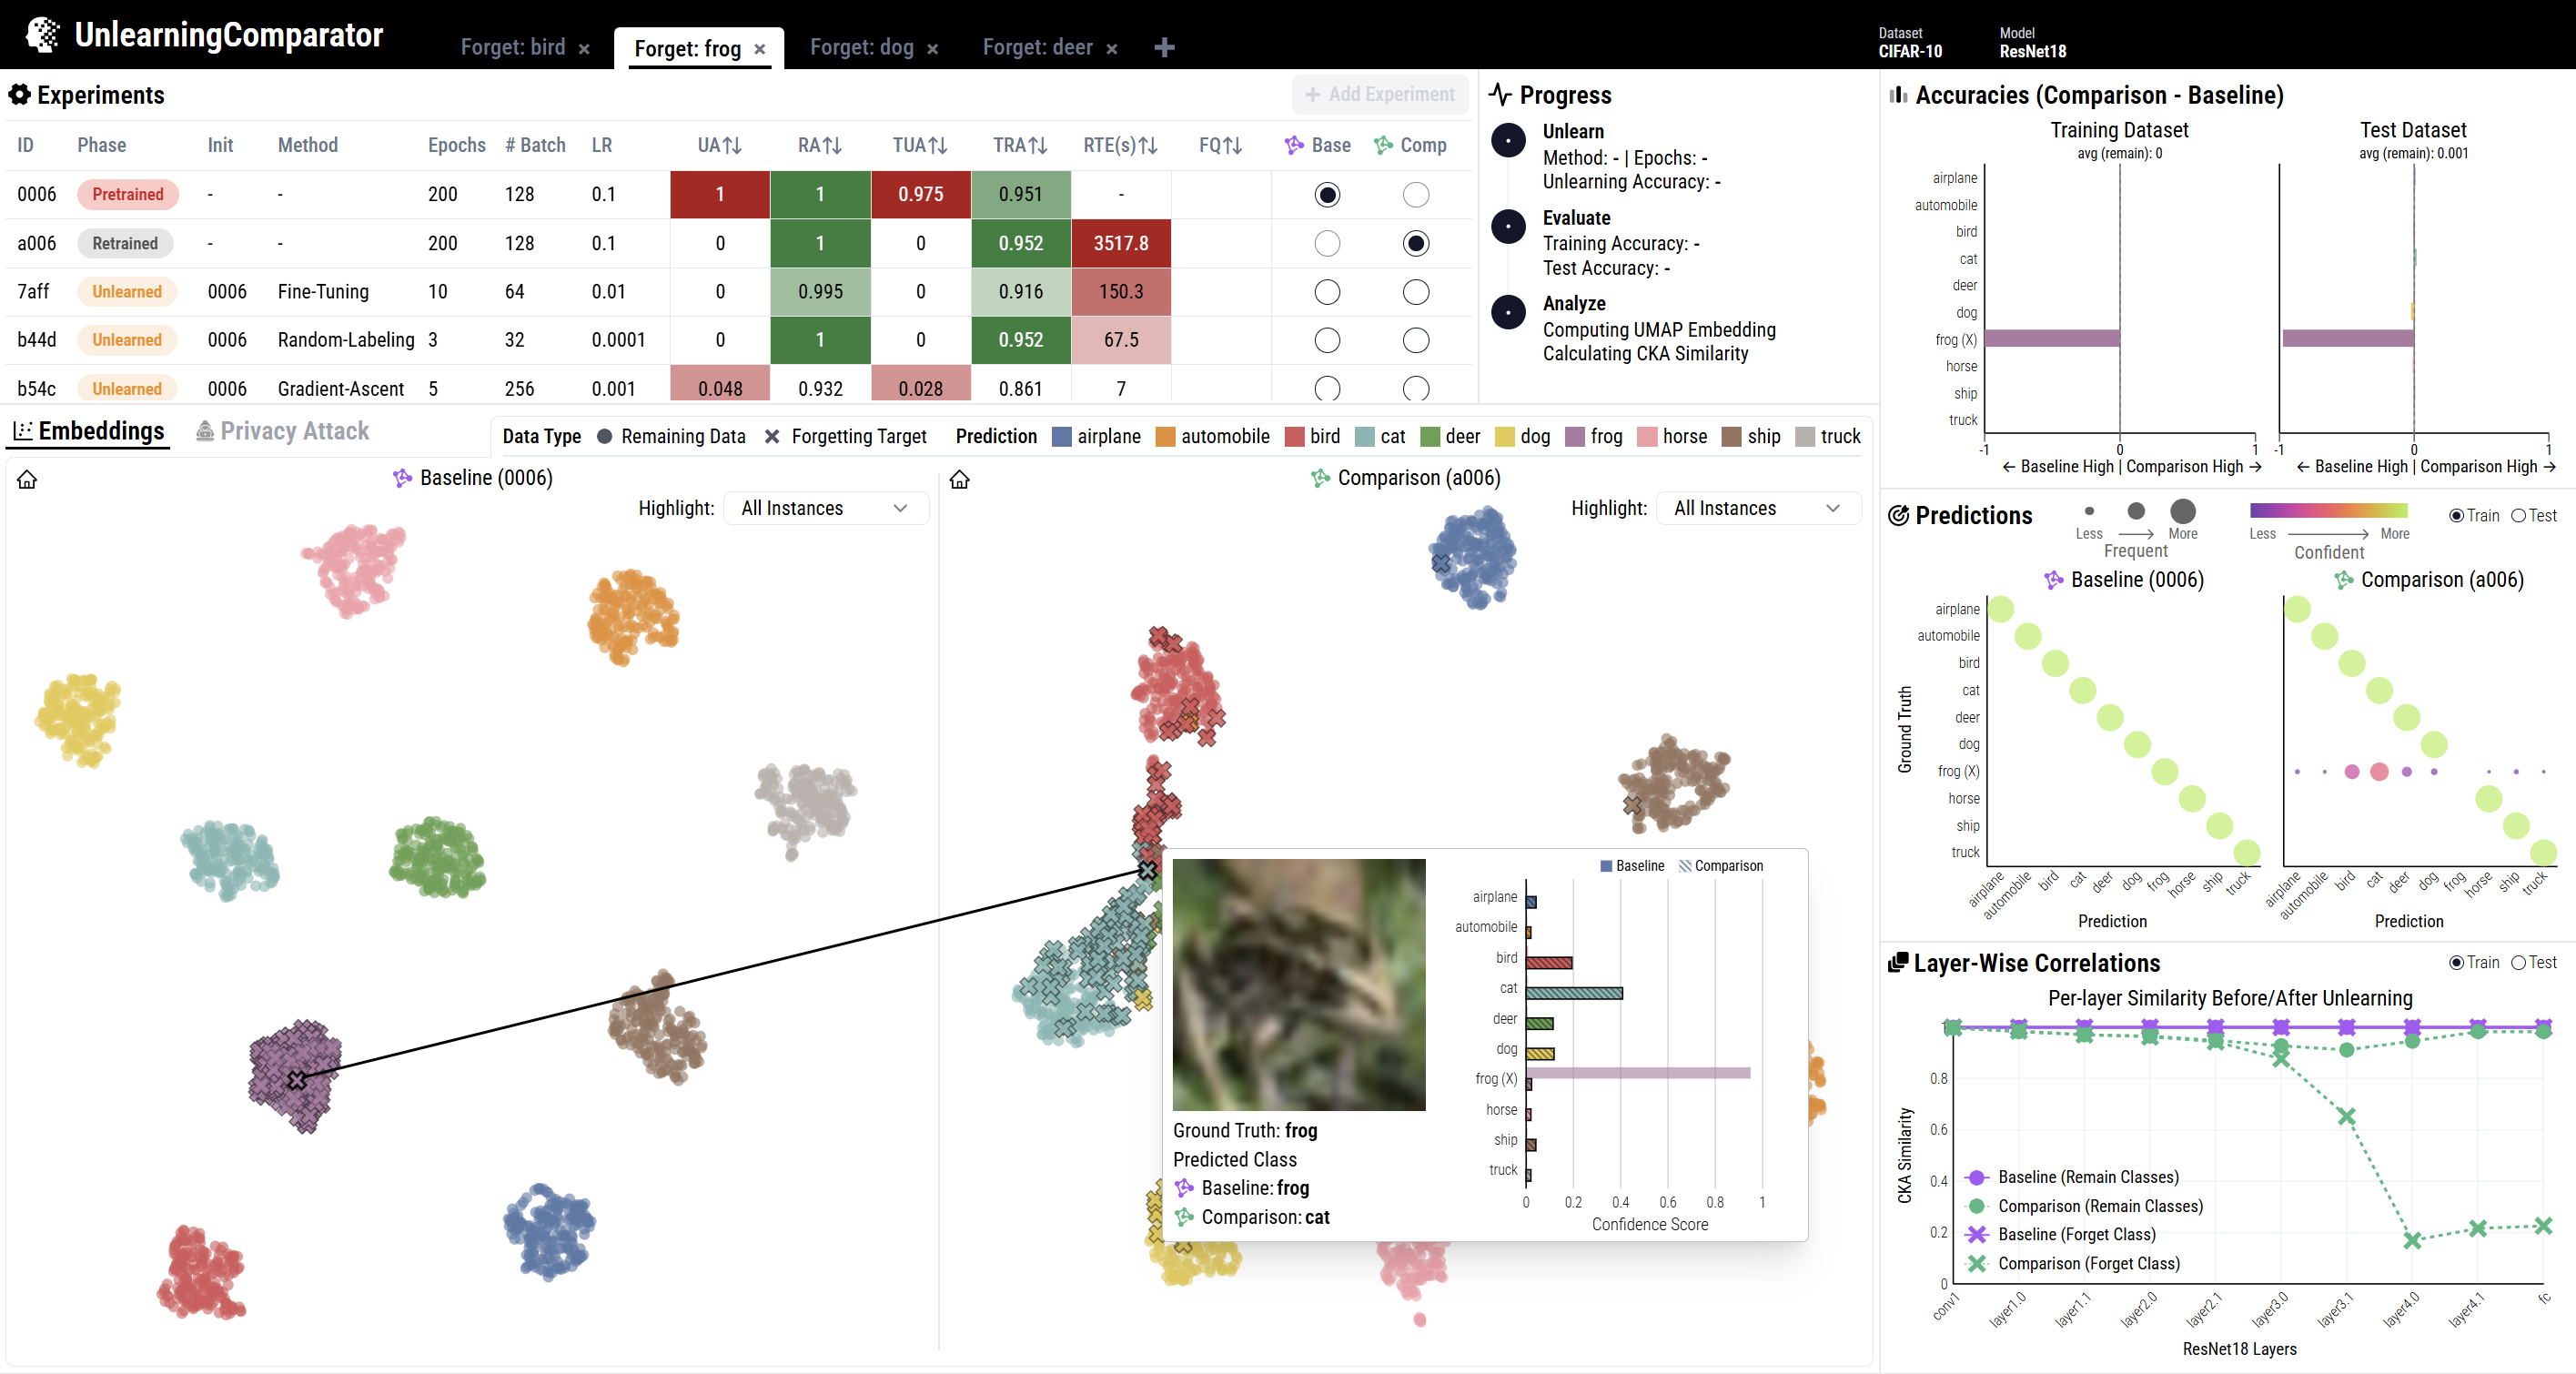 UnlearningComparator
Forget: bird ×
Forget: frog ×
Forget: dog ×
Forget: deer ×
+
Dataset
CIFAR-10
Model
ResNet18
Experiments
+ Add Experiment
ID Phase Init Method Epochs # Batch LR UA↑↓ RA↑↓ TUA↑↓ TRA↑↓ RTE(s)↑↓ FQ↑↓ Base Comp
0006 Pretrained - - 200 128 0.1 1 1 0.975 0.951 -
a006 Retrained - - 200 128 0.1 0 1 0 0.952 3517.8
7aff Unlearned 0006 Fine-Tuning 10 64 0.01 0 0.995 0 0.916 150.3
b44d Unlearned 0006 Random-Labeling 3 32 0.0001 0 1 0 0.952 67.5
b54c Unlearned 0006 Gradient-Ascent 5 256 0.001 0.048 0.932 0.028 0.861 7
Progress
Unlearn
Method: - | Epochs: -
Unlearning Accuracy: -
Evaluate
Training Accuracy: -
Test Accuracy: -
Analyze
Computing UMAP Embedding
Calculating CKA Similarity
Accuracies (Comparison - Baseline)
Training Dataset
avg (remain): 0
Test Dataset
avg (remain): 0.001
airplane
automobile
bird
cat
deer
dog
frog (X)
horse
ship
truck
-1 0 1
-1 0 1
← Baseline High | Comparison High →
← Baseline High | Comparison High →
Embeddings
Privacy Attack
Data Type Remaining Data Forgetting Target Prediction airplane automobile bird cat deer dog frog horse ship truck
Baseline (0006)
Highlight: All Instances
Comparison (a006)
Highlight: All Instances
Baseline Comparison
airplane
automobile
bird
cat
deer
dog
frog (X)
horse
ship
truck
0 0.2 0.4 0.6 0.8 1
Confidence Score
Ground Truth: frog
Predicted Class
Baseline: frog
Comparison: cat
Predictions
Less → More
Frequent
Less → More
Confident
Train Test
Baseline (0006)
Comparison (a006)
Ground Truth
airplane
automobile
bird
cat
deer
dog
frog (X)
horse
ship
truck
airplane automobile bird cat deer dog frog horse ship truck
Prediction
airplane automobile bird cat deer dog frog horse ship truck
Prediction
Layer-Wise Correlations
Train Test
Per-layer Similarity Before/After Unlearning
CKA Similarity
1
0.8
0.6
0.4
0.2
0
Baseline (Remain Classes)
Comparison (Remain Classes)
Baseline (Forget Class)
Comparison (Forget Class)
conv1 layer1.0 layer1.1 layer2.0 layer2.1 layer3.0 layer3.1 layer4.0 layer4.1 fc
ResNet18 Layers